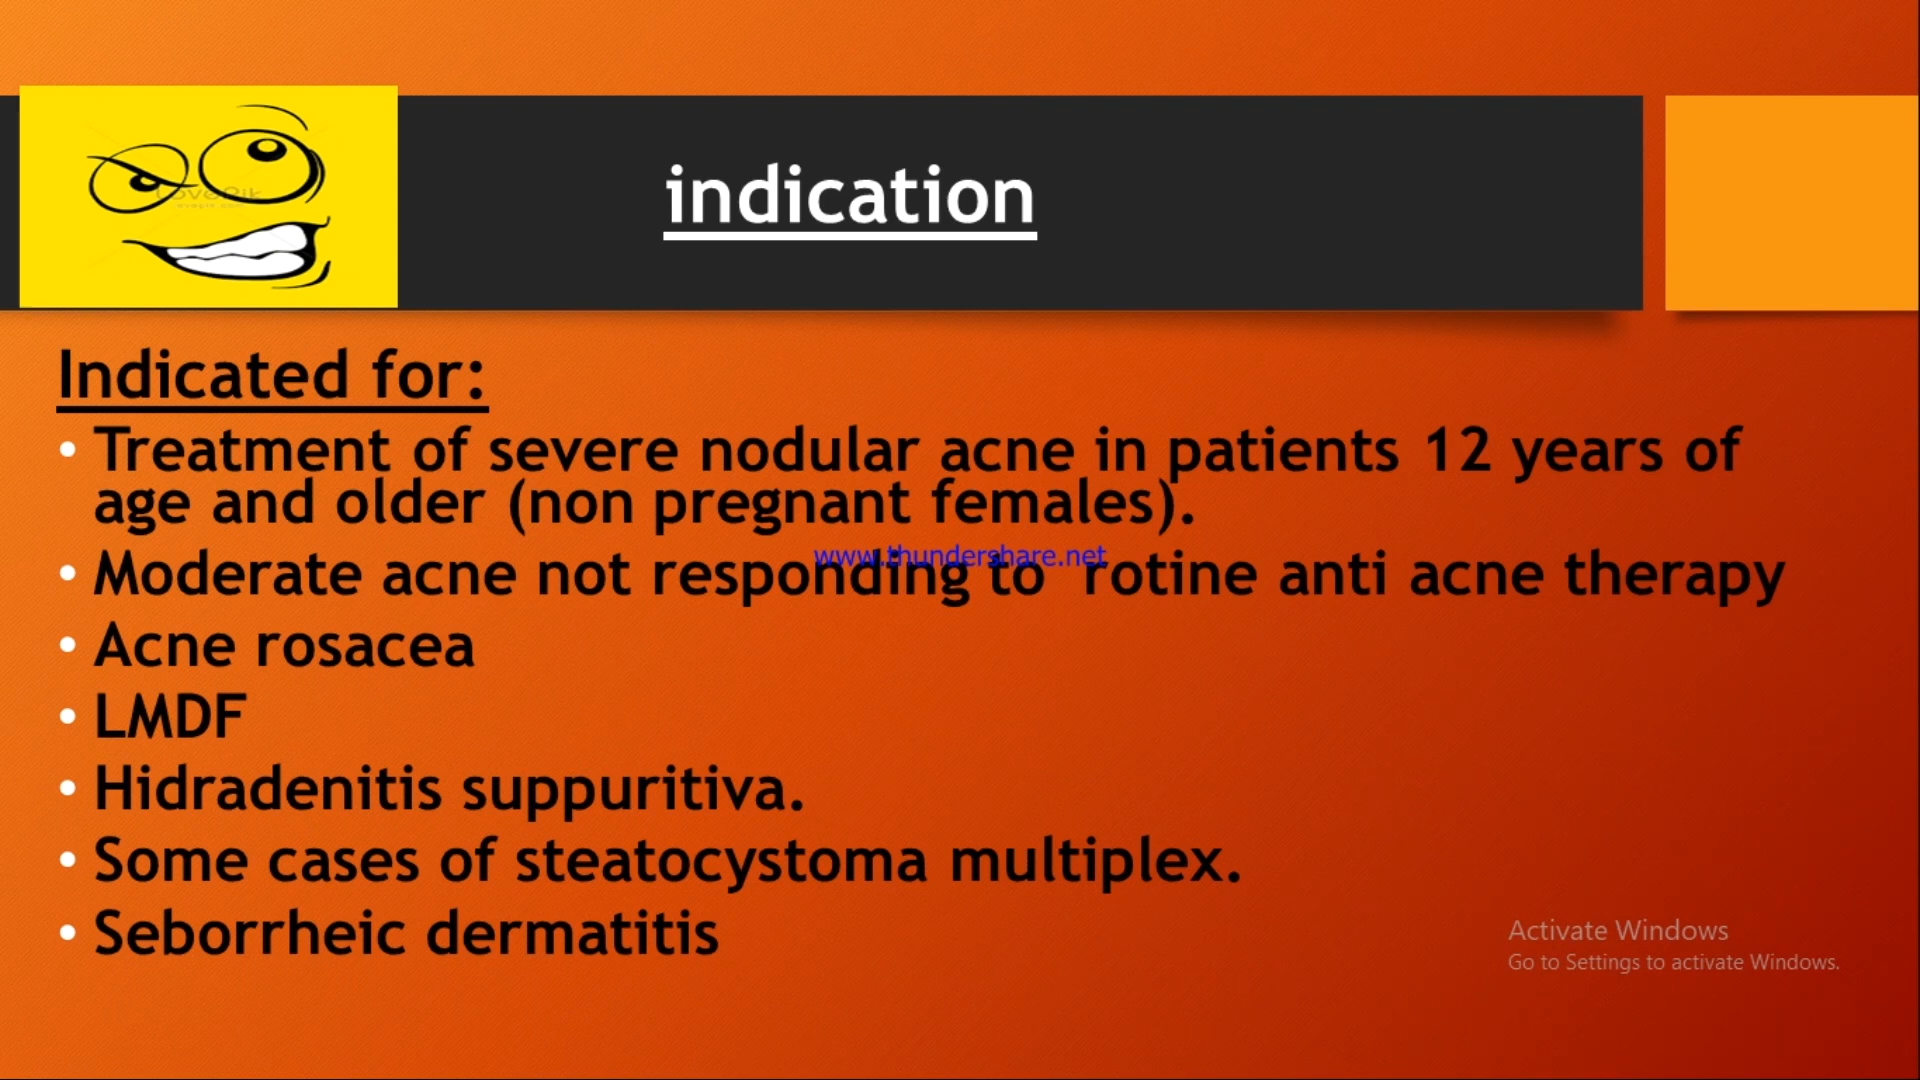 indication
Indicated for:
• Treatment of severe nodular acne in patients 12 years of
age and older (non pregnant females).
www.thundershare.net
• Moderate acne not responding to rotine anti acne therapy
• Acne rosacea
• LMDF
• Hidradenitis suppuritiva.
• Some cases of steatocystoma multiplex.
• Seborrheic dermatitis
Activate Windows
Go to Settings to activate Windows.